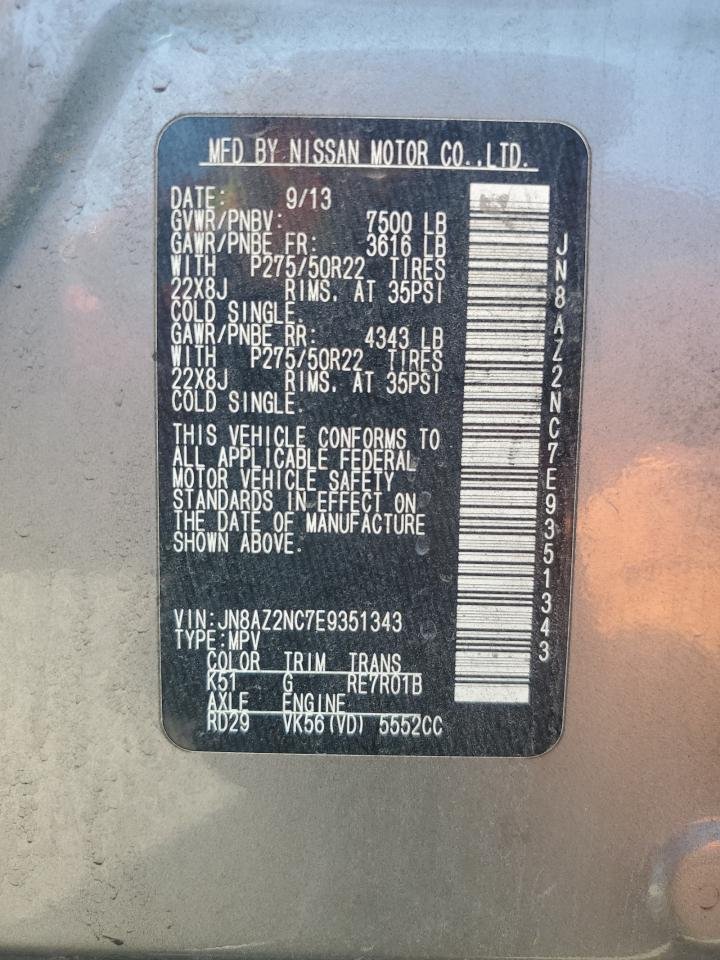 MFD BY NISSAN MOTOR CO.,LTD.
DATE: 9/13
GVWR/PNBV: 7500 LB
GAWR/PNBE FR: 3616 LB
WITH P275/50R22 TIRES
22X8J RIMS. AT 35PSI
COLD SINGLE.
GAWR/PNBE RR: 4343 LB
WITH P275/50R22 TIRES
22X8J RIMS. AT 35PSI
COLD SINGLE.
THIS VEHICLE CONFORMS TO
ALL APPLICABLE FEDERAL
MOTOR VEHICLE SAFETY
STANDARDS IN EFFECT ON
THE DATE OF MANUFACTURE
SHOWN ABOVE.
VIN:JN8AZ2NC7E9351343
TYPE:MPV
COLOR TRIM TRANS
K51 G RE7R01B
AXLE ENGINE
RD29 VK56(VD) 5552CC
JN8AZ2NC7E9351343